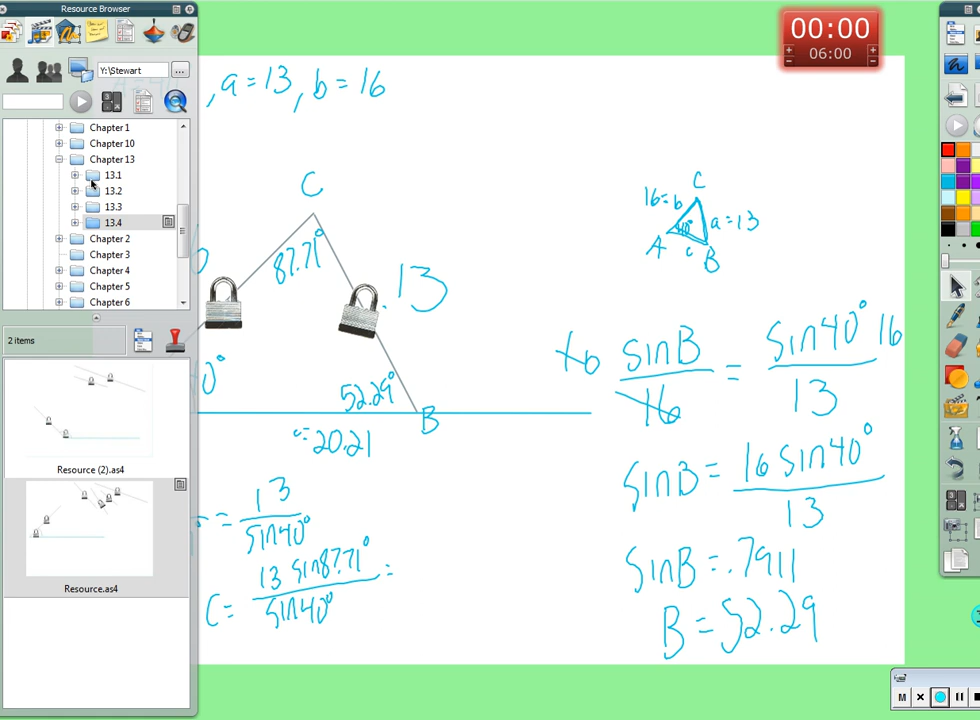 Resource Browser
Y:\Stewart
...
Chapter 1
Chapter 10
Chapter 13
13.1
13.2
13.3
13.4
Chapter 2
Chapter 3
Chapter 4
Chapter 5
Chapter 6
2 items
Resource (2).as4
Resource.as4
00:00
06:00
, a = 13, b = 16
C
87.71°
.13
52.29°
B
c=20.21
C
16=b
a=13
40°
A
c
B
16 sinB/16 = sin40° 16/13
sinB = 16 sin40°/13
sinB = .7911
B = 52.29
= 13/sin40°
C = 13 sin87.71°/sin40° =
M